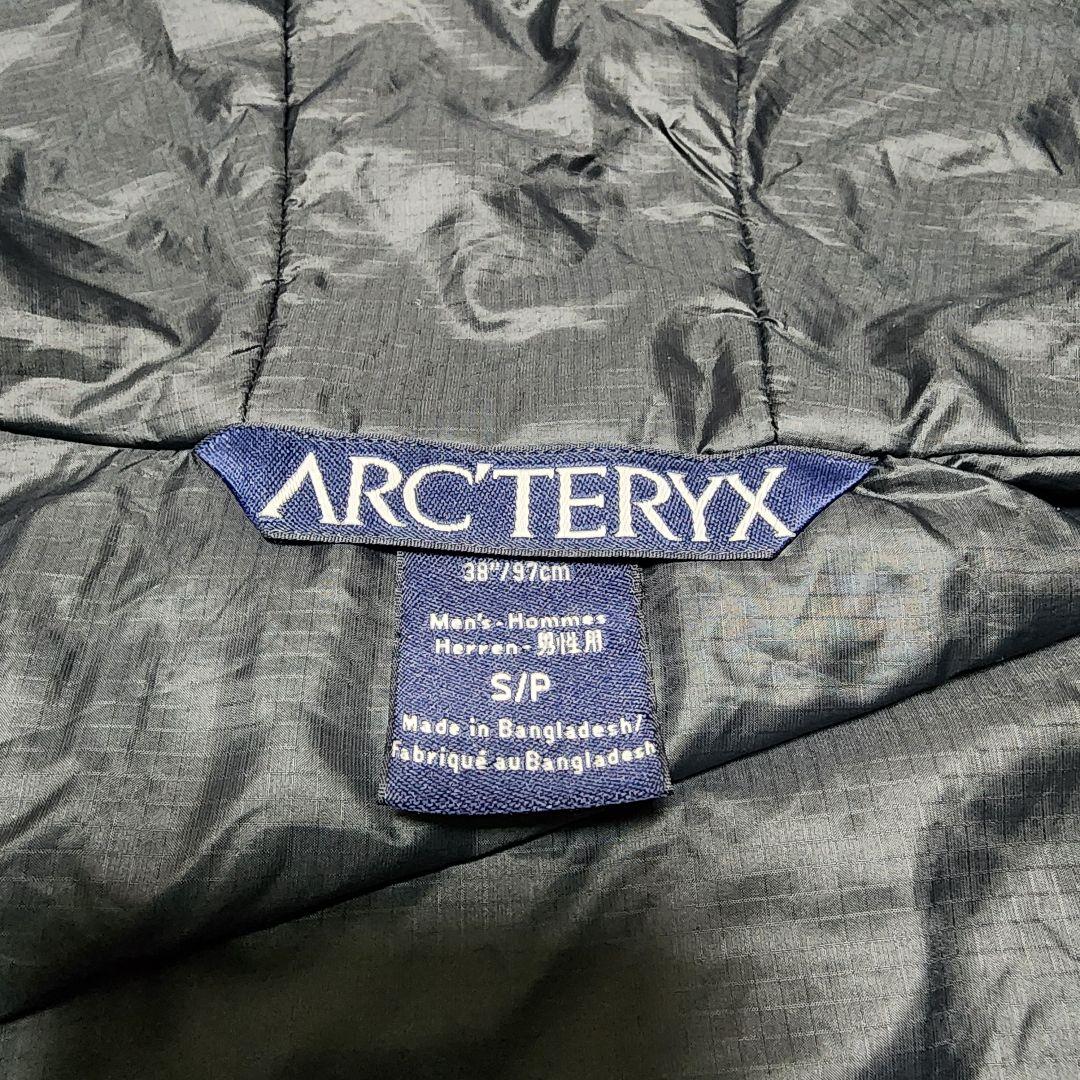 ARC'TERYX
38"/97cm
Men's-Hommes
Herren-男性用
S/P
Made in Bangladesh/
Fabriqué au Bangladesh